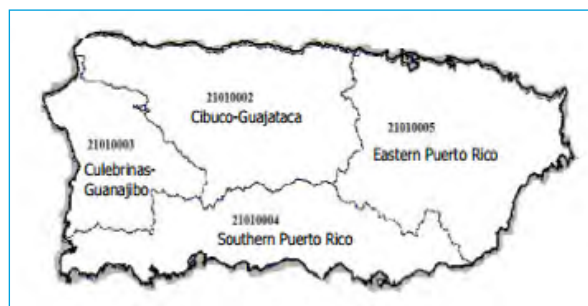 21010002
Cibuco-Guajataca
21010003
Culebrinas-
Guanajibo
21010005
Eastern Puerto Rico
21010004
Southern Puerto Rico